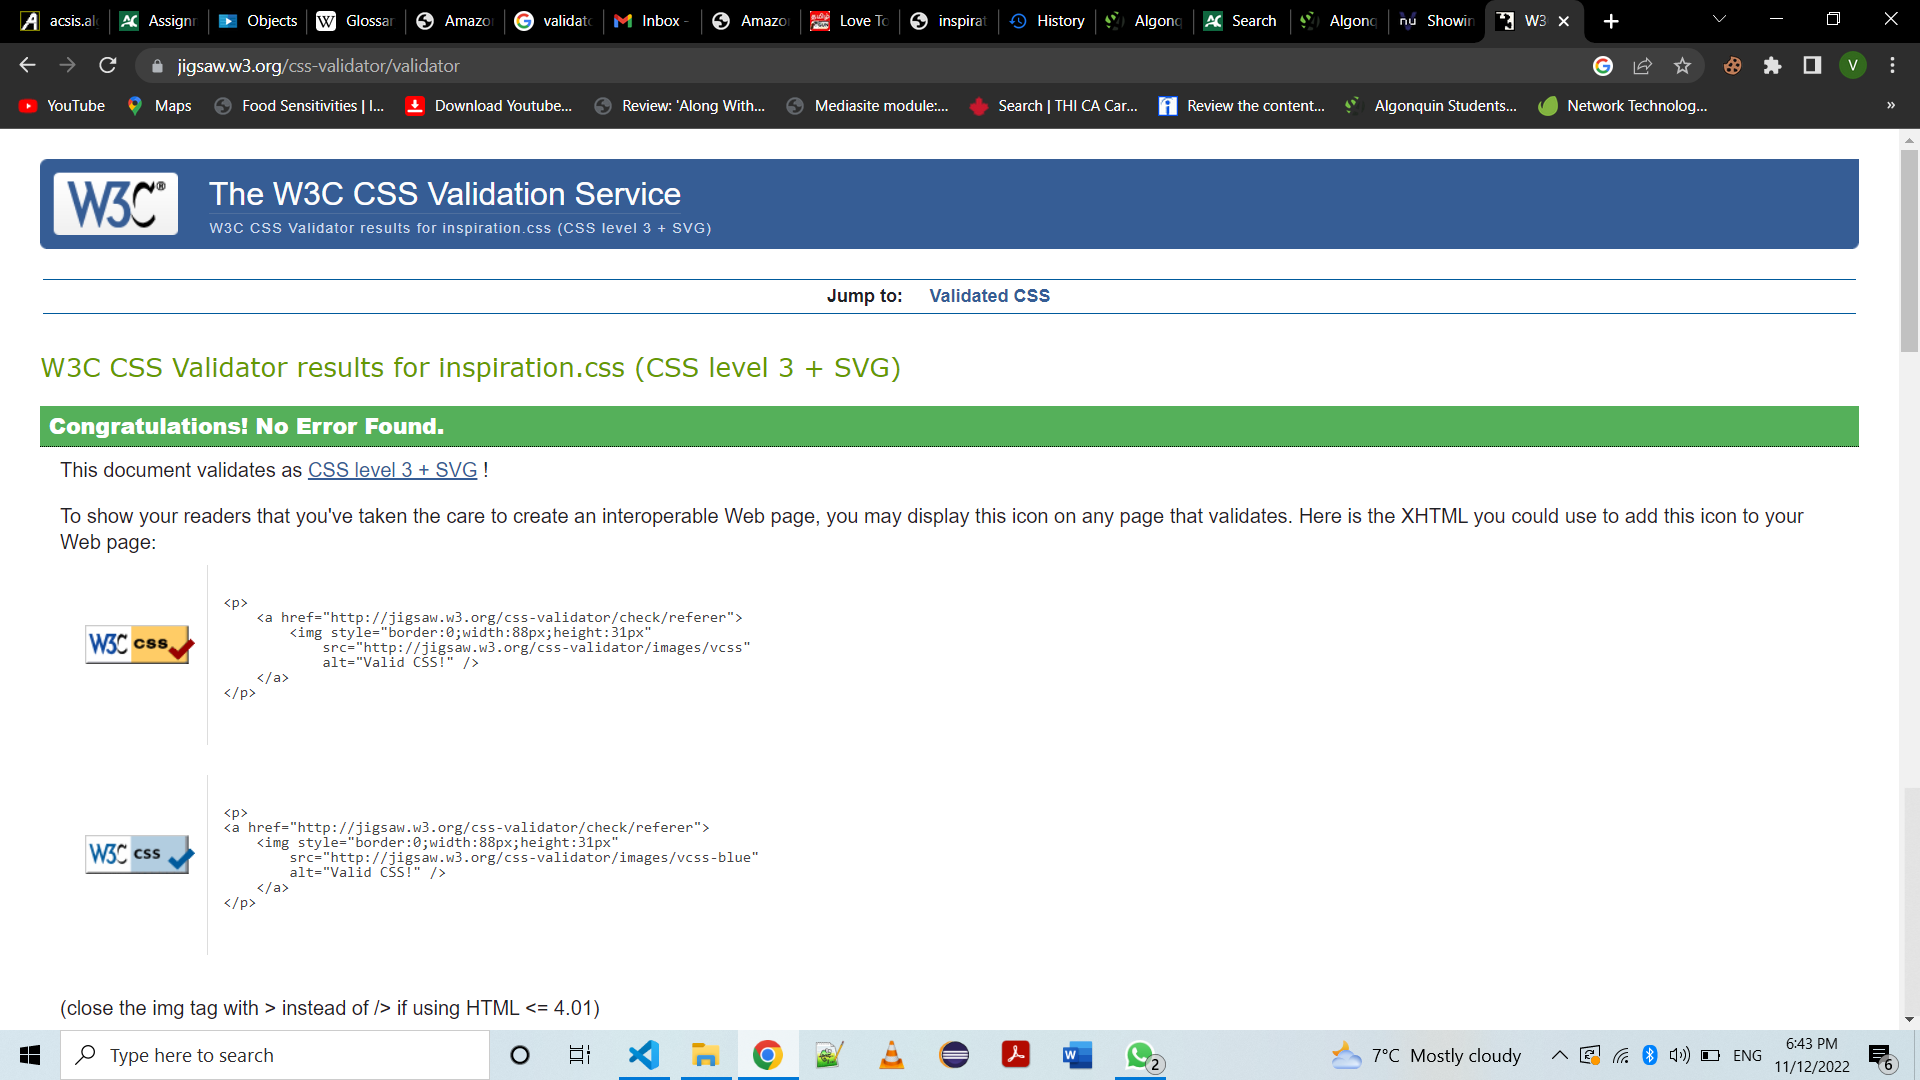 acsis.al
Assignm
Objects
Glossar
Amazo
validato
Inbox -
Amazo
Love To
inspirat
History
Algonq
Search
Algonq
Showin
W3
jigsaw.w3.org/css-validator/validator
V
YouTube
Maps
Food Sensitivities | I...
Download Youtube...
Review: 'Along With...
Mediasite module:...
Search | THI CA Car...
Review the content...
Algonquin Students...
Network Technolog...
»
W3C®
The W3C CSS Validation Service
W3C CSS Validator results for inspiration.css (CSS level 3 + SVG)
Jump to: Validated CSS
W3C CSS Validator results for inspiration.css (CSS level 3 + SVG)
Congratulations! No Error Found.
This document validates as CSS level 3 + SVG !
To show your readers that you've taken the care to create an interoperable Web page, you may display this icon on any page that validates. Here is the XHTML you could use to add this icon to your
Web page:
W3C css
<p>
<a href="http://jigsaw.w3.org/css-validator/check/referer">
<img style="border:0;width:88px;height:31px"
src="http://jigsaw.w3.org/css-validator/images/vcss"
alt="Valid CSS!" />
</a>
</p>
W3C css
<p>
<a href="http://jigsaw.w3.org/css-validator/check/referer">
<img style="border:0;width:88px;height:31px"
src="http://jigsaw.w3.org/css-validator/images/vcss-blue"
alt="Valid CSS!" />
</a>
</p>
(close the img tag with > instead of /> if using HTML <= 4.01)
Type here to search
2
7°C Mostly cloudy
ENG
6:43 PM
11/12/2022
6